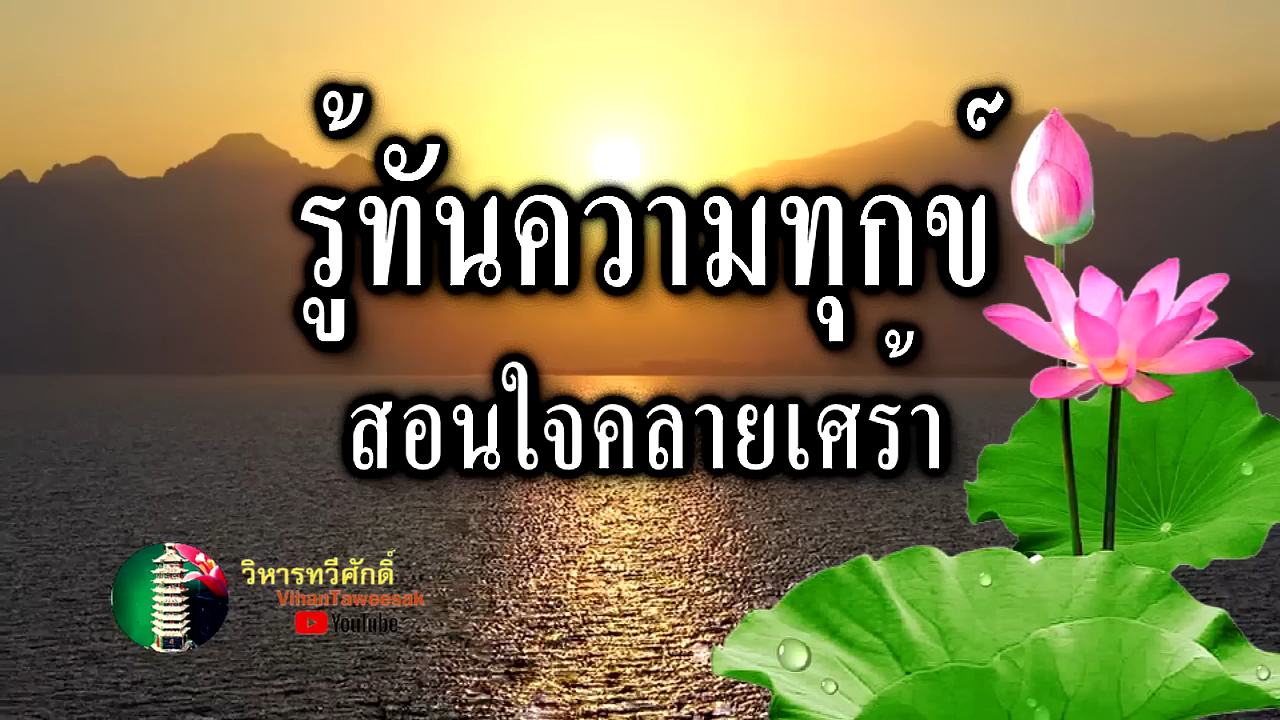 รู้ทันความทุกข์
สอนใจคลายเศร้า
วิหารทวีศักดิ์
VihanTaweesak
YouTube